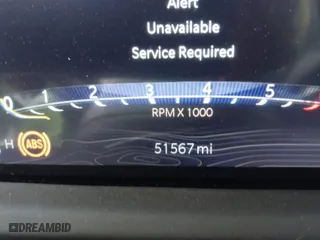 Alert
Unavailable
Service Required
0 1 2 3 4 5
RPM X 1000
H ABS 51567 mi
DREAMBID